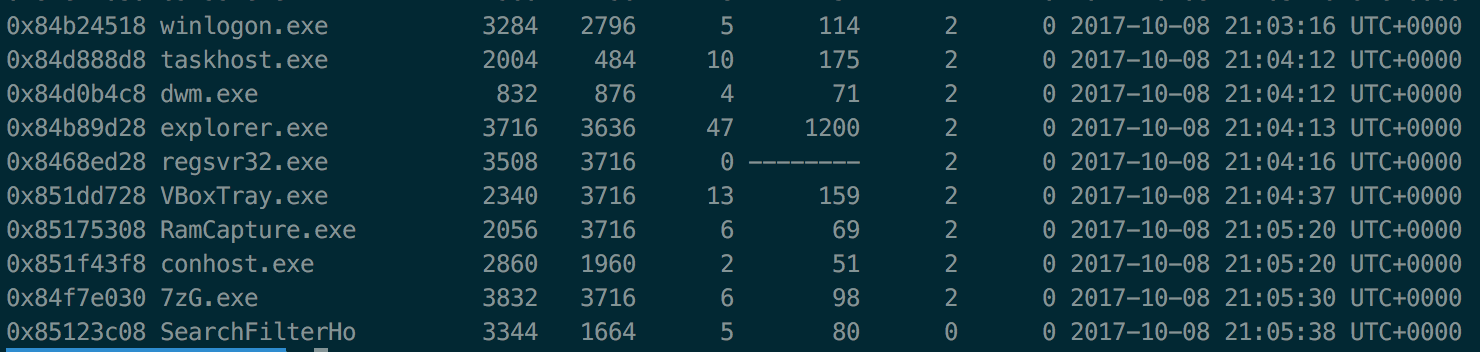 0x84b24518 winlogon.exe 3284 2796 5 114 2 0 2017-10-08 21:03:16 UTC+0000
0x84d888d8 taskhost.exe 2004 484 10 175 2 0 2017-10-08 21:04:12 UTC+0000
0x84d0b4c8 dwm.exe 832 876 4 71 2 0 2017-10-08 21:04:12 UTC+0000
0x84b89d28 explorer.exe 3716 3636 47 1200 2 0 2017-10-08 21:04:13 UTC+0000
0x8468ed28 regsvr32.exe 3508 3716 0 -------- 2 0 2017-10-08 21:04:16 UTC+0000
0x851dd728 VBoxTray.exe 2340 3716 13 159 2 0 2017-10-08 21:04:37 UTC+0000
0x85175308 RamCapture.exe 2056 3716 6 69 2 0 2017-10-08 21:05:20 UTC+0000
0x851f43f8 conhost.exe 2860 1960 2 51 2 0 2017-10-08 21:05:20 UTC+0000
0x84f7e030 7zG.exe 3832 3716 6 98 2 0 2017-10-08 21:05:30 UTC+0000
0x85123c08 SearchFilterHo 3344 1664 5 80 0 0 2017-10-08 21:05:38 UTC+0000